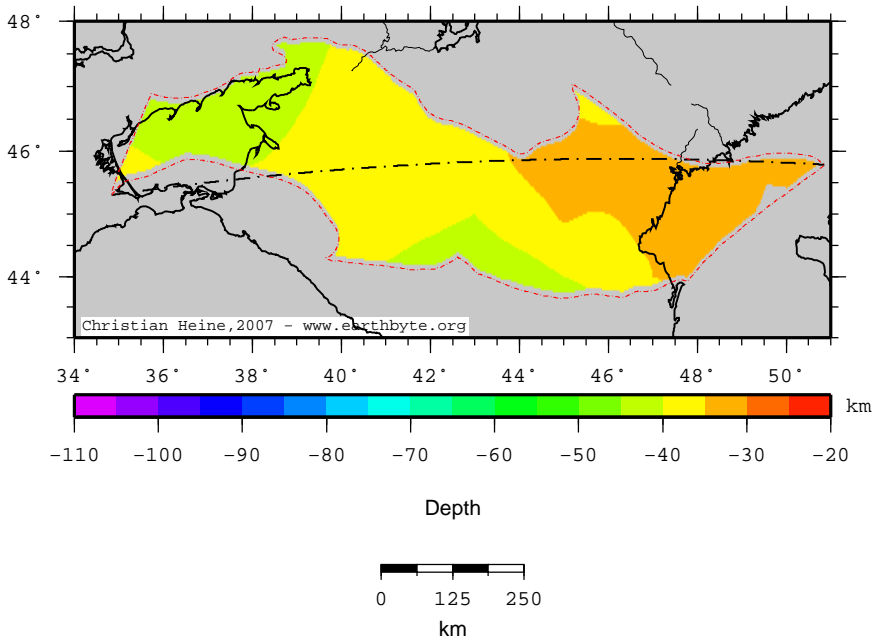 48°
46°
44°
Christian Heine,2007 - www.earthbyte.org
34° 36° 38° 40° 42° 44° 46° 48° 50°
km
−110 −100 −90 −80 −70 −60 −50 −40 −30 −20
Depth
0 125 250
km